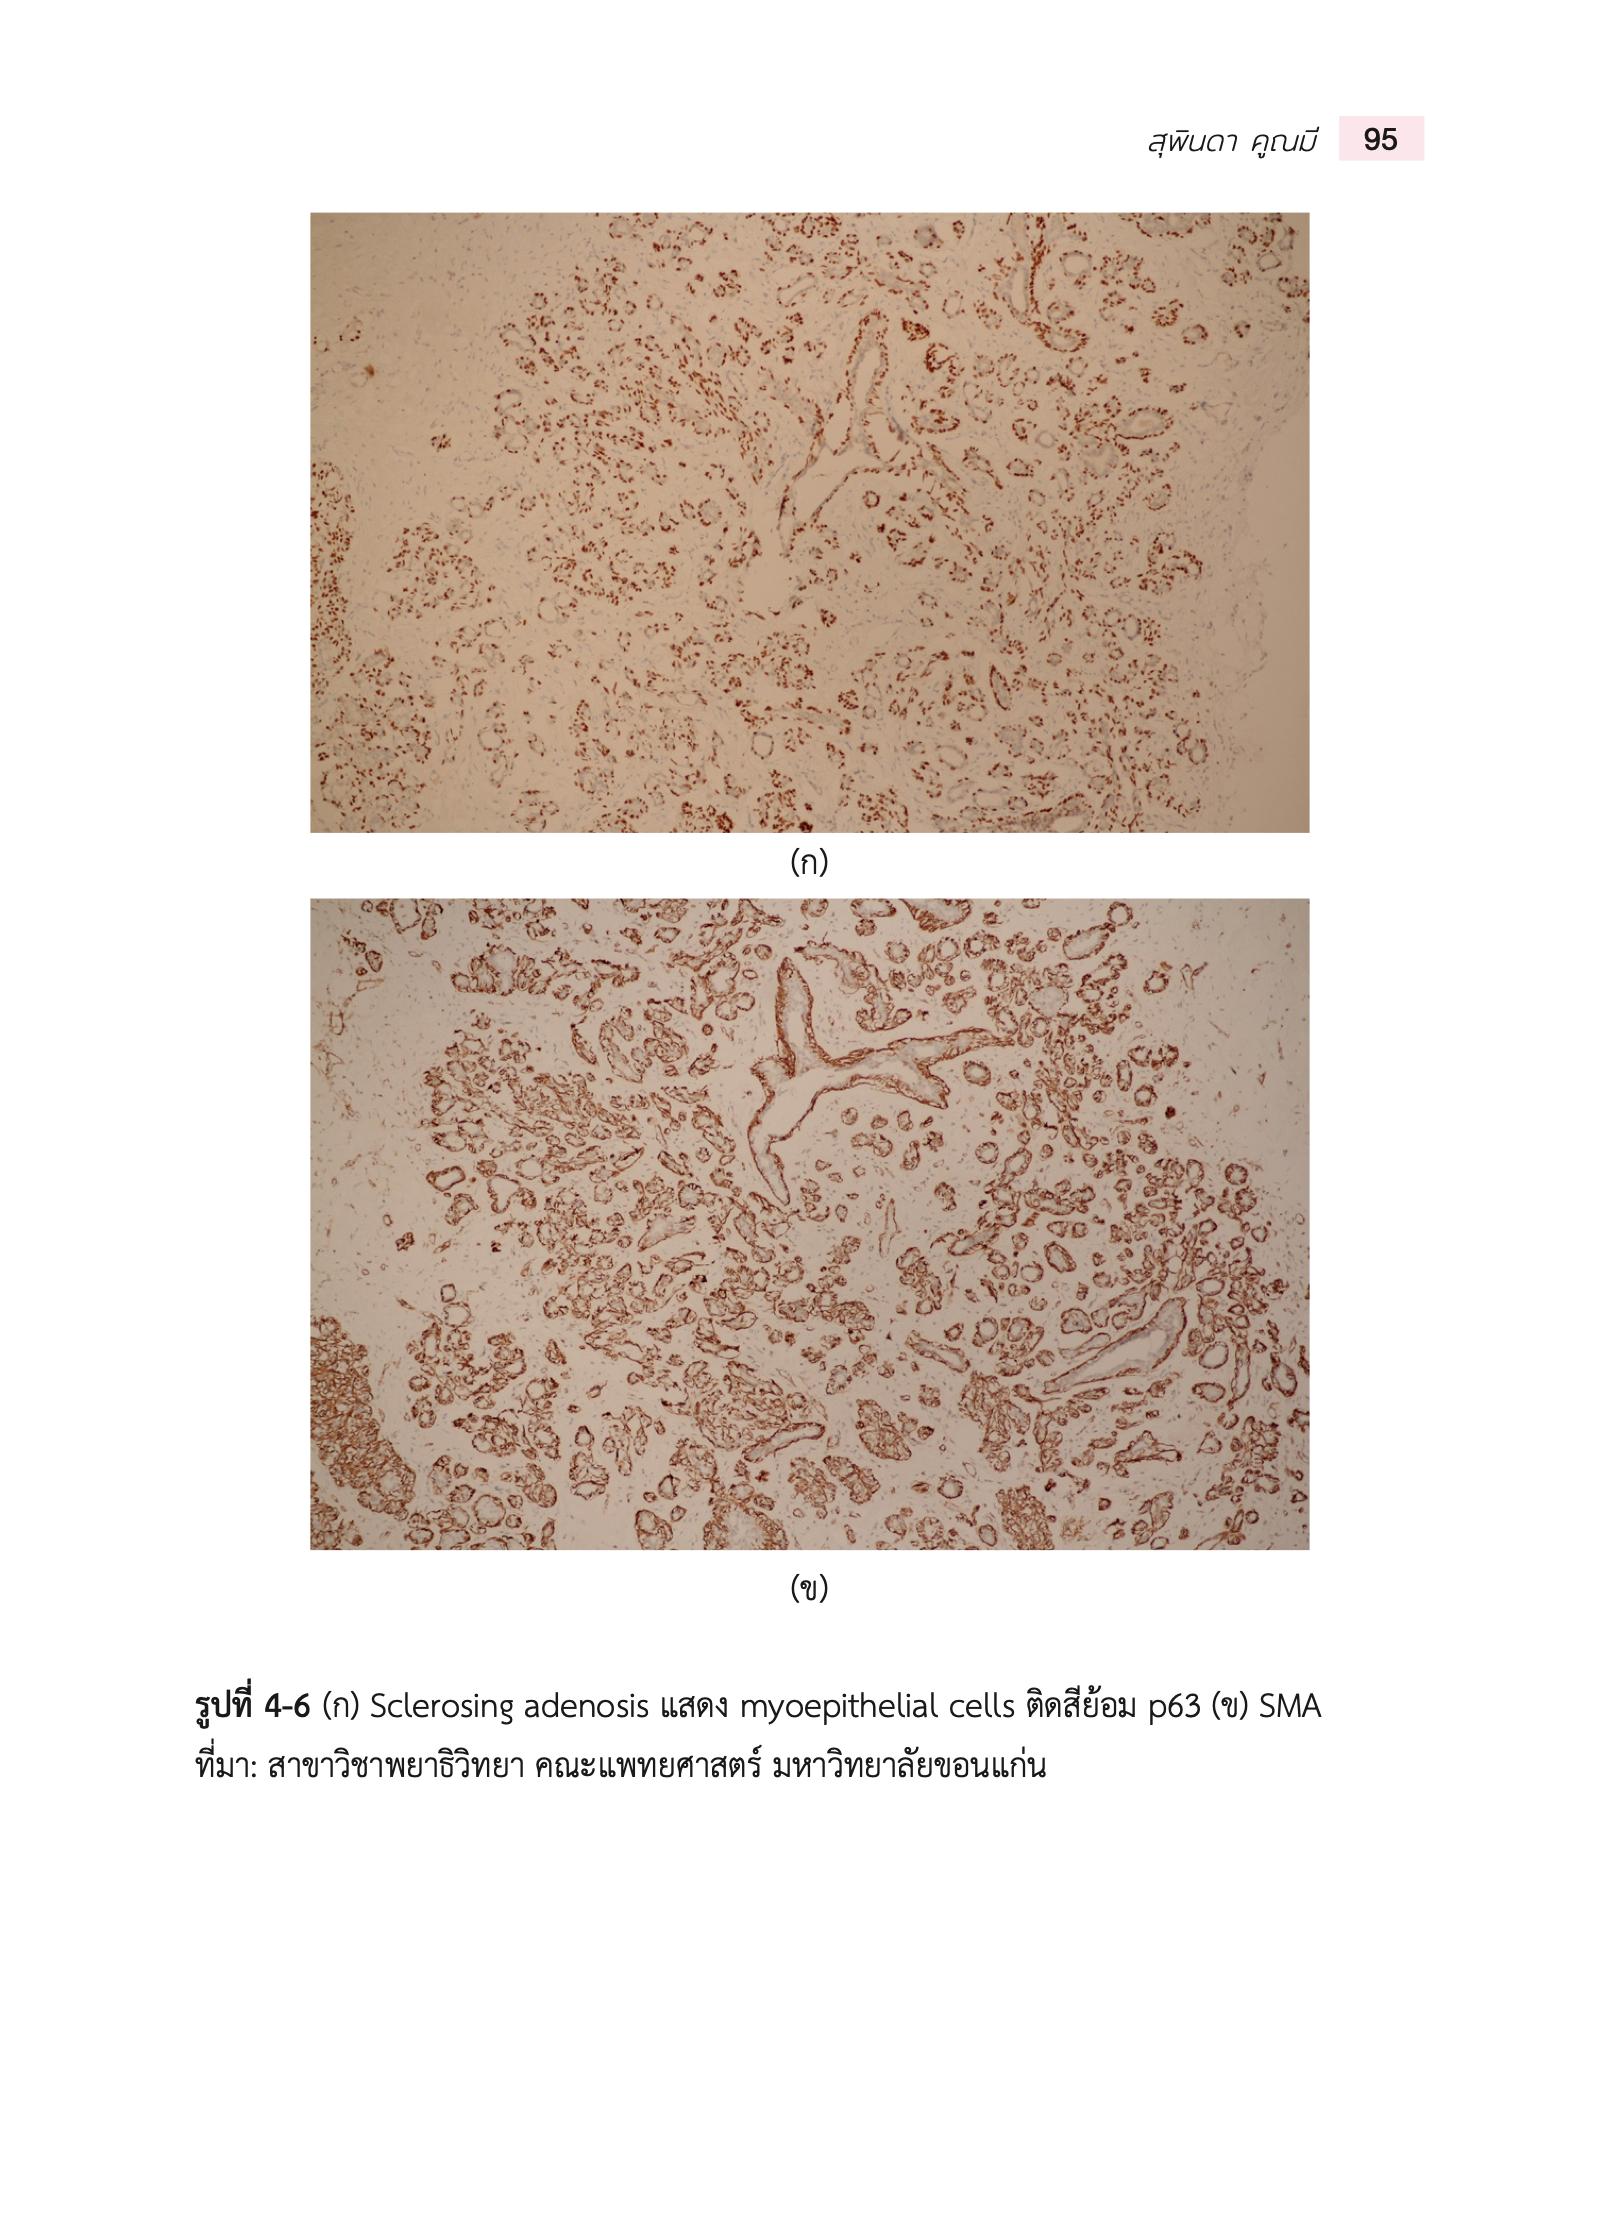 สุพินดา คูณมี 95
(ก)
(ข)
รูปที่ 4-6 (ก) Sclerosing adenosis แสดง myoepithelial cells ติดสีย้อม p63 (ข) SMA
ที่มา: สาขาวิชาพยาธิวิทยา คณะแพทยศาสตร์ มหาวิทยาลัยขอนแก่น